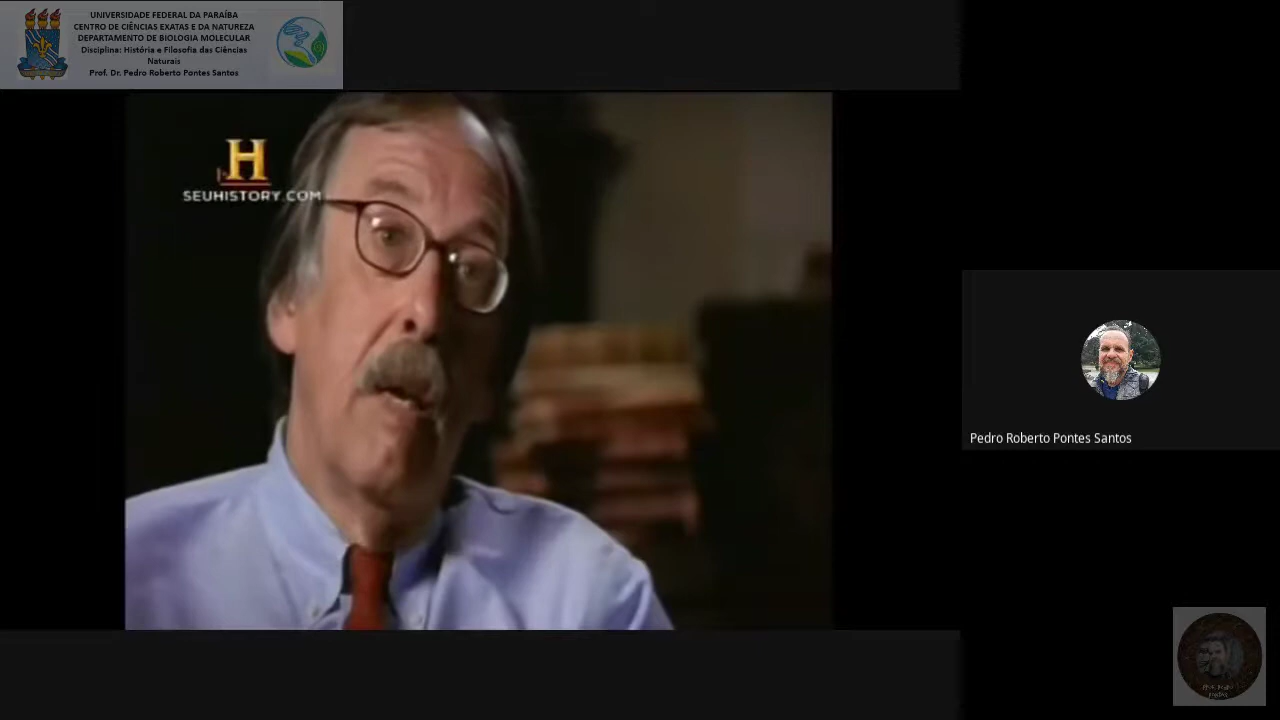 UNIVERSIDADE FEDERAL DA PARAÍBA
CENTRO DE CIÊNCIAS EXATAS E DA NATUREZA
DEPARTAMENTO DE BIOLOGIA MOLECULAR
Disciplina: História e Filosofia das Ciências
Naturais
Prof. Dr. Pedro Roberto Pontes Santos
H
SEUHISTORY.COM
Pedro Roberto Pontes Santos